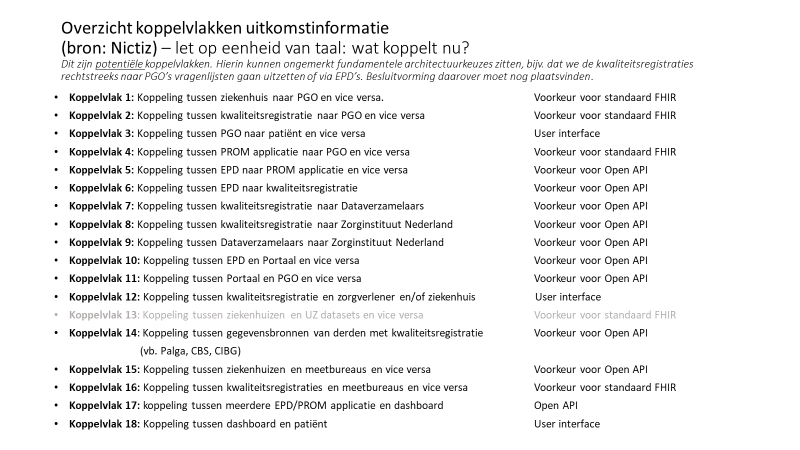 Overzicht koppelvlakken uitkomstinformatie
(bron: Nictiz) – let op eenheid van taal: wat koppelt nu?
Dit zijn potentiële koppelvlakken. Hierin kunnen ongemerkt fundamentele architectuurkeuzes zitten, bijv. dat we de kwaliteitsregistraties
rechtstreeks naar PGO's vragenlijsten gaan uitzetten of via EPD's. Besluitvorming daarover moet nog plaatsvinden.
• Koppelvlak 1: Koppeling tussen ziekenhuis naar PGO en vice versa. Voorkeur voor standaard FHIR
• Koppelvlak 2: Koppeling tussen kwaliteitsregistratie naar PGO en vice versa Voorkeur voor standaard FHIR
• Koppelvlak 3: Koppeling tussen PGO naar patiënt en vice versa User interface
• Koppelvlak 4: Koppeling tussen PROM applicatie naar PGO en vice versa Voorkeur voor standaard FHIR
• Koppelvlak 5: Koppeling tussen EPD naar PROM applicatie en vice versa Voorkeur voor Open API
• Koppelvlak 6: Koppeling tussen EPD naar kwaliteitsregistratie Voorkeur voor Open API
• Koppelvlak 7: Koppeling tussen kwaliteitsregistratie naar Dataverzamelaars Voorkeur voor Open API
• Koppelvlak 8: Koppeling tussen kwaliteitsregistratie naar Zorginstituut Nederland Voorkeur voor Open API
• Koppelvlak 9: Koppeling tussen Dataverzamelaars naar Zorginstituut Nederland Voorkeur voor Open API
• Koppelvlak 10: Koppeling tussen EPD en Portaal en vice versa Voorkeur voor Open API
• Koppelvlak 11: Koppeling tussen Portaal en PGO en vice versa Voorkeur voor Open API
• Koppelvlak 12: Koppeling tussen kwaliteitsregistratie en zorgverlener en/of ziekenhuis User interface
• Koppelvlak 13: Koppeling tussen ziekenhuizen en UZ datasets en vice versa Voorkeur voor standaard FHIR
• Koppelvlak 14: Koppeling tussen gegevensbronnen van derden met kwaliteitsregistratie Voorkeur voor Open API
(vb. Palga, CBS, CIBG)
• Koppelvlak 15: Koppeling tussen ziekenhuizen en meetbureaus en vice versa Voorkeur voor Open API
• Koppelvlak 16: Koppeling tussen kwaliteitsregistraties en meetbureaus en vice versa Voorkeur voor standaard FHIR
• Koppelvlak 17: koppeling tussen meerdere EPD/PROM applicatie en dashboard Open API
• Koppelvlak 18: Koppeling tussen dashboard en patiënt User interface